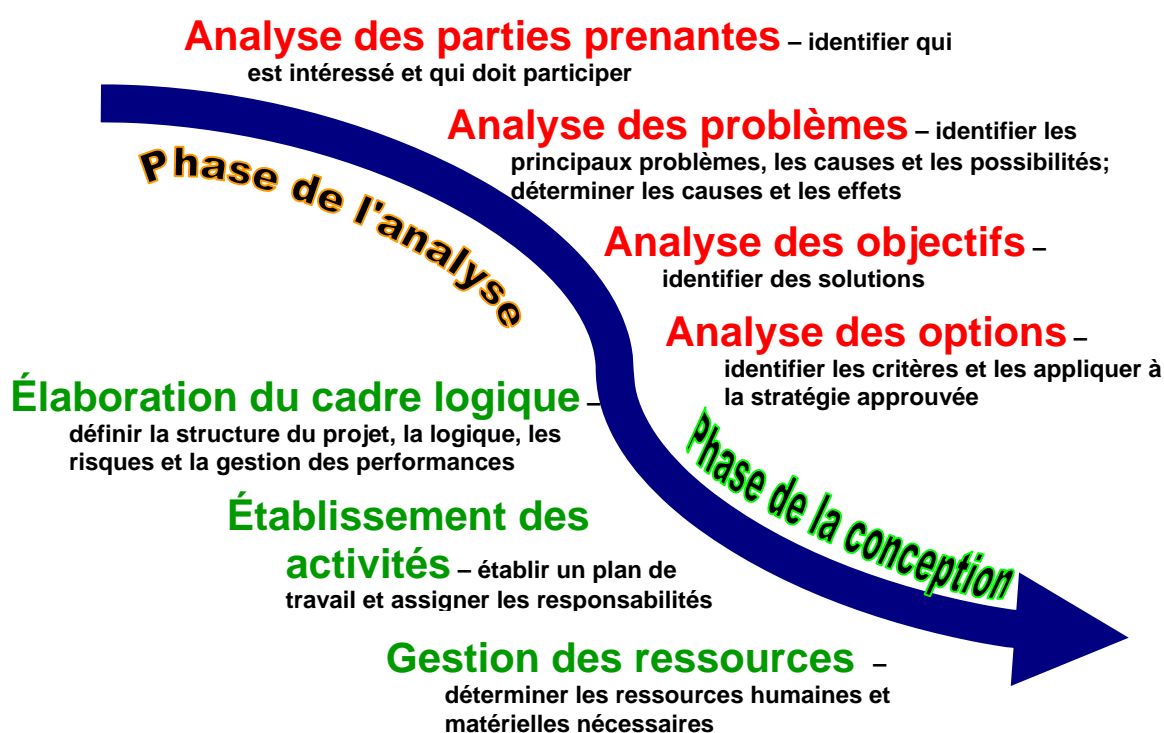 Analyse des parties prenantes – identifier qui
est intéressé et qui doit participer
Analyse des problèmes – identifier les
principaux problèmes, les causes et les possibilités;
déterminer les causes et les effets
Phase de l'analyse
Analyse des objectifs –
identifier des solutions
Analyse des options –
identifier les critères et les appliquer à
la stratégie approuvée
Élaboration du cadre logique –
définir la structure du projet, la logique, les
risques et la gestion des performances
Phase de la conception
Établissement des
activités – établir un plan de
travail et assigner les responsabilités
Gestion des ressources –
déterminer les ressources humaines et
matérielles nécessaires